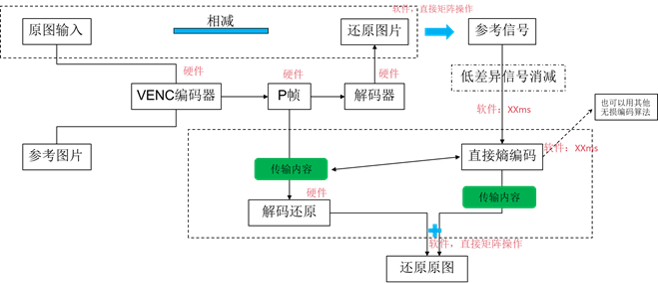 软件，直接矩阵操作
相减
原图输入
还原图片
参考信号
硬件
硬件
硬件
低差异信号消减
VENC编码器
P帧
解码器
软件：XXms
也可以用其他
无损编码算法
参考图片
直接熵编码
软件：XXms
传输内容
传输内容
硬件
解码还原
软件，直接矩阵操作
还原原图